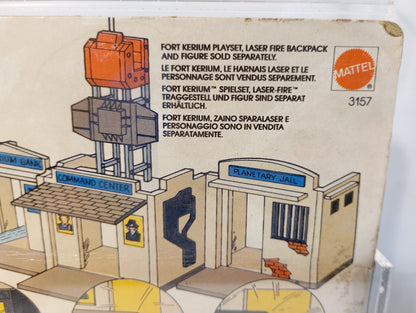 FORT KERIUM PLAYSET, LASER FIRE BACKPACK
AND FIGURE SOLD SEPARATELY.
LE FORT KERIUM, LE HARNAIS LASER ET LE
PERSONNAGE SONT VENDUS SEPAREMENT.
FORT KERIUM™ SPIELSET, LASER-FIRE™
TRAGGESTELL UND FIGUR SIND SEPARAT
ERHÄLTLICH.
FORT KERIUM, ZAINO SPARALASER E
PERSONAGGIO SONO IN VENDITA
SEPARATAMENTE.
MATTEL
®
3157
RIUM BANK
COMMAND CENTER
PLANETARY JAIL